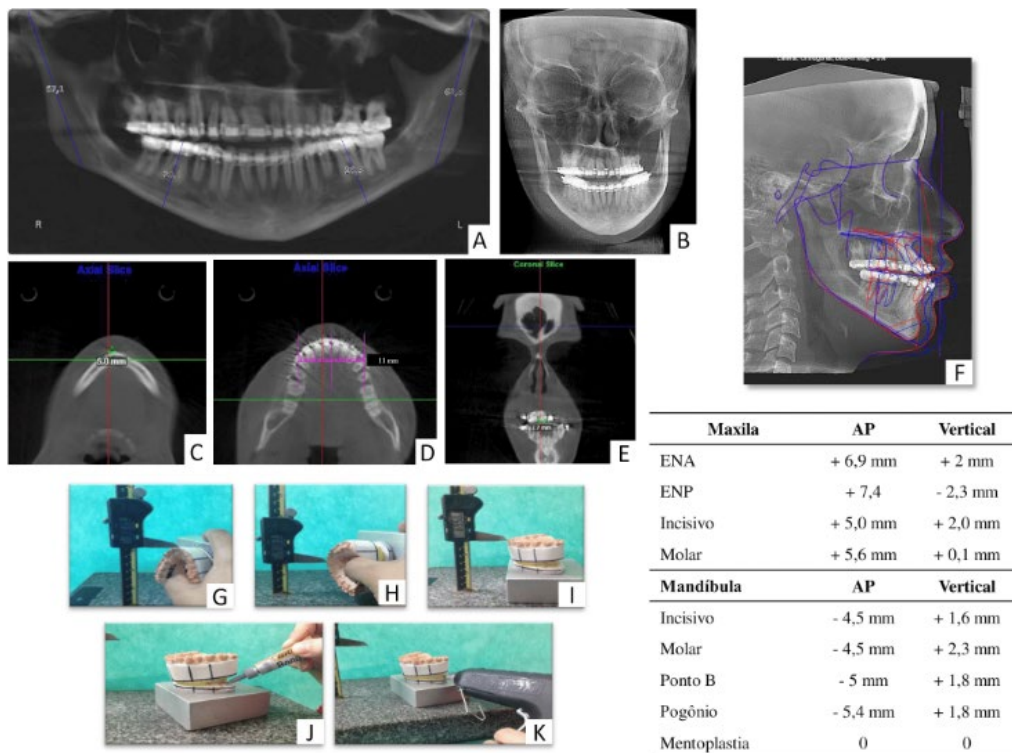 A
R
L
B
Axial Slice
5.0 mm
C
Axial Slice
11 mm
D
Coronal Slice
E
F
G
H
I
J
K
Maxila AP Vertical
ENA + 6,9 mm + 2 mm
ENP + 7,4 - 2,3 mm
Incisivo + 5,0 mm + 2,0 mm
Molar + 5,6 mm + 0,1 mm
Mandíbula AP Vertical
Incisivo - 4,5 mm + 1,6 mm
Molar - 4,5 mm + 2,3 mm
Ponto B - 5 mm + 1,8 mm
Pogônio - 5,4 mm + 1,8 mm
Mentoplastia 0 0